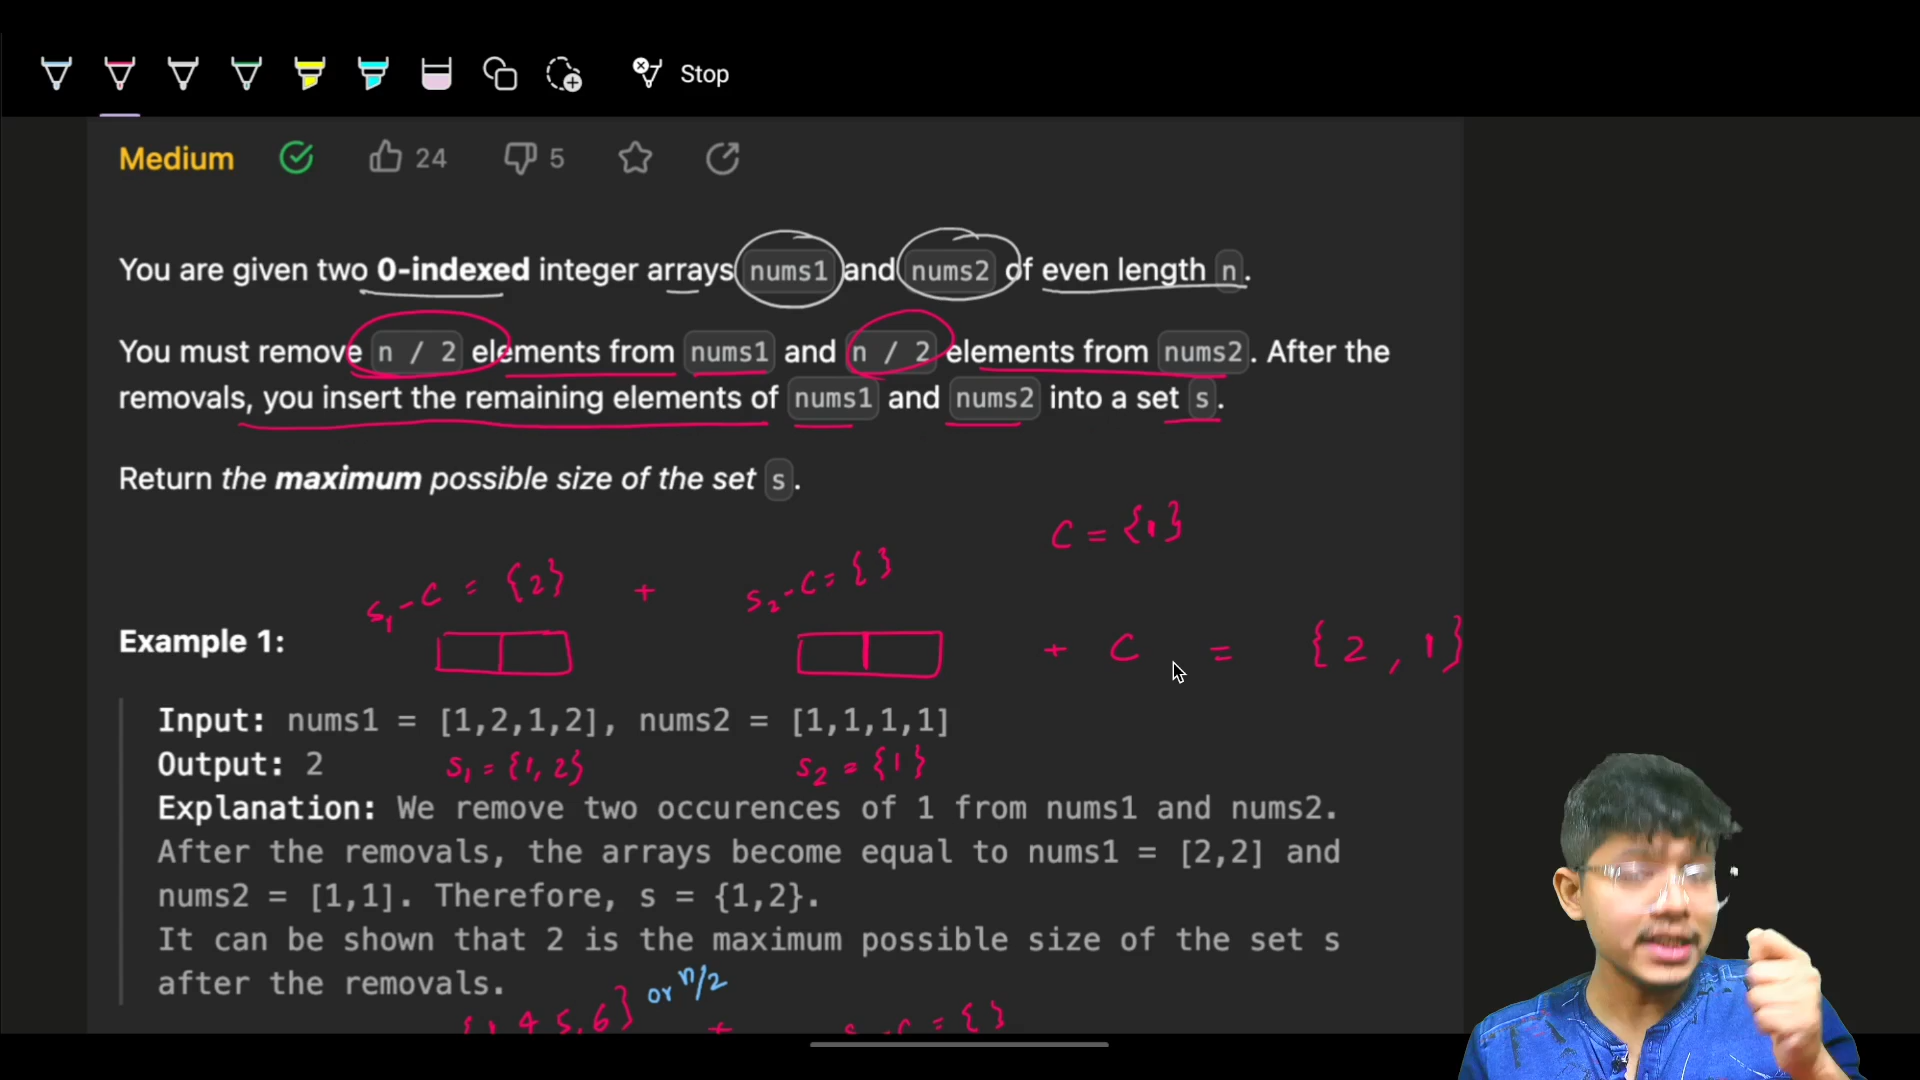 Stop
Medium 24 5
You are given two 0-indexed integer arrays nums1 and nums2 of even length n.
You must remove n / 2 elements from nums1 and n / 2 elements from nums2. After the
removals, you insert the remaining elements of nums1 and nums2 into a set s.
Return the maximum possible size of the set s.
C = {1}
S1 - C = {2} + S2 - C = { }
Example 1: + C = {2, 1}
Input: nums1 = [1,2,1,2], nums2 = [1,1,1,1]
Output: 2 S1 = {1, 2} S2 = {1}
Explanation: We remove two occurences of 1 from nums1 and nums2.
After the removals, the arrays become equal to nums1 = [2,2] and
nums2 = [1,1]. Therefore, s = {1,2}.
It can be shown that 2 is the maximum possible size of the set s
after the removals. or n/2
4 5, 6} + C = { }